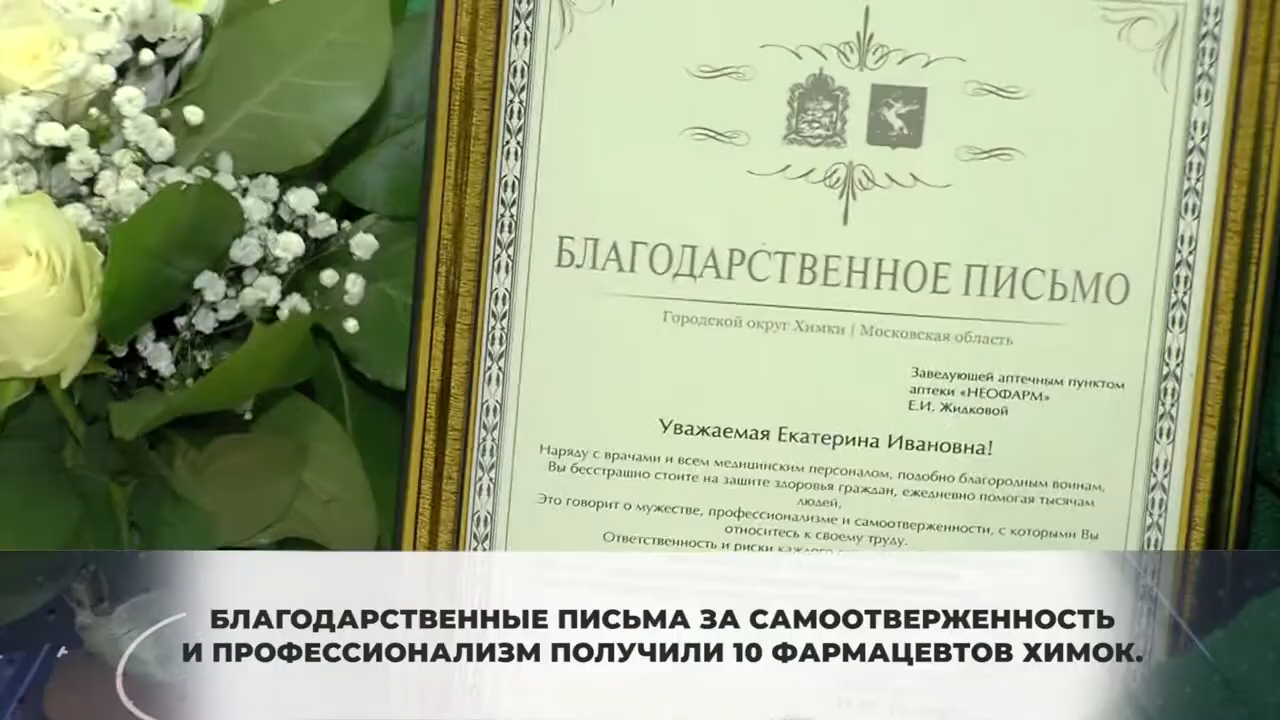 БЛАГОДАРСТВЕННОЕ ПИСЬМО
Городской округ Химки | Московская область
Заведующей аптечным пунктом
аптеки «НЕОФАРМ»
Е.И. Жидковой
Уважаемая Екатерина Ивановна!
Наряду с врачами и всем медицинским персоналом, подобно благородным воинам,
Вы бесстрашно стоите на защите здоровья граждан, ежедневно помогая тысячам
людей,
Это говорит о мужестве, профессионализме и самоотверженности, с которыми Вы
относитесь к своему труду.
Ответственность и риски каждого
БЛАГОДАРСТВЕННЫЕ ПИСЬМА ЗА САМООТВЕРЖЕННОСТЬ
И ПРОФЕССИОНАЛИЗМ ПОЛУЧИЛИ 10 ФАРМАЦЕВТОВ ХИМОК.